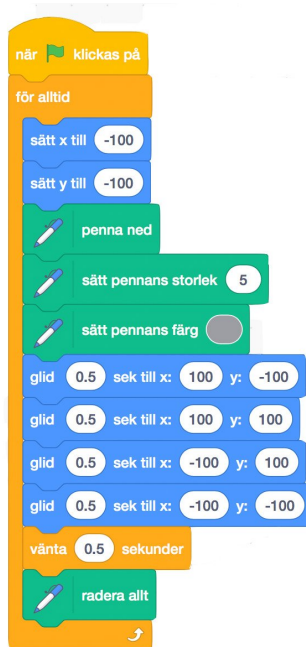 när klickas på
för alltid
sätt x till -100
sätt y till -100
penna ned
sätt pennans storlek 5
sätt pennans färg
glid 0.5 sek till x: 100 y: -100
glid 0.5 sek till x: 100 y: 100
glid 0.5 sek till x: -100 y: 100
glid 0.5 sek till x: -100 y: -100
vänta 0.5 sekunder
radera allt